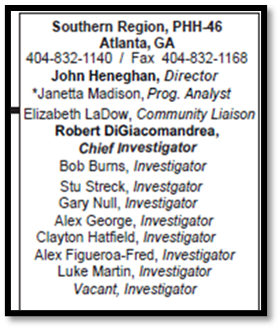 Southern Region, PHH-46
Atlanta, GA
404-832-1140 / Fax 404-832-1168
John Heneghan, Director
*Janetta Madison, Prog. Analyst
Elizabeth LaDow, Community Liaison
Robert DiGiacomandrea,
Chief Investigator
Bob Burns, Investigator
Stu Streck, Investgator
Gary Null, Investigator
Alex George, Investigator
Clayton Hatfield, Investigator
Alex Figueroa-Fred, Investigator
Luke Martin, Investigator
Vacant, Investigator